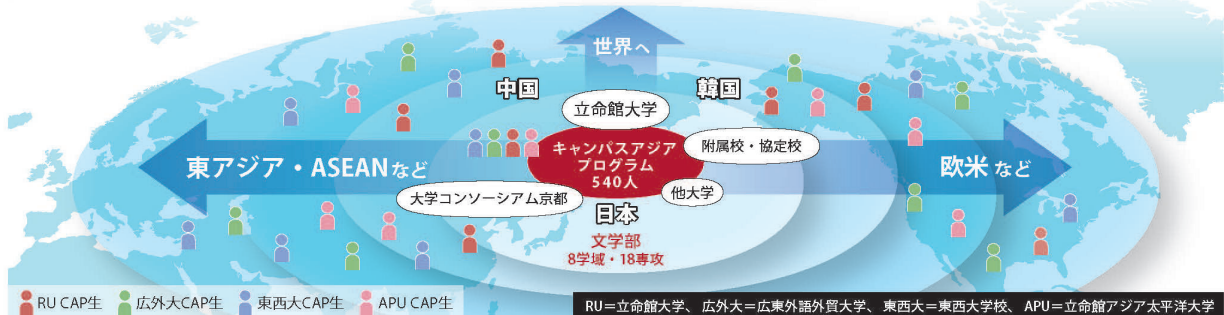 世界へ
中国
韓国
立命館大学
キャンパスアジア
プログラム
540人
附属校・協定校
東アジア・ASEANなど
欧米 など
大学コンソーシアム京都
他大学
日本
文学部
8学域・18専攻
RU CAP生
広外大CAP生
東西大CAP生
APU CAP生
RU＝立命館大学、広外大＝広東外語外貿大学、東西大＝東西大学校、APU＝立命館アジア太平洋大学